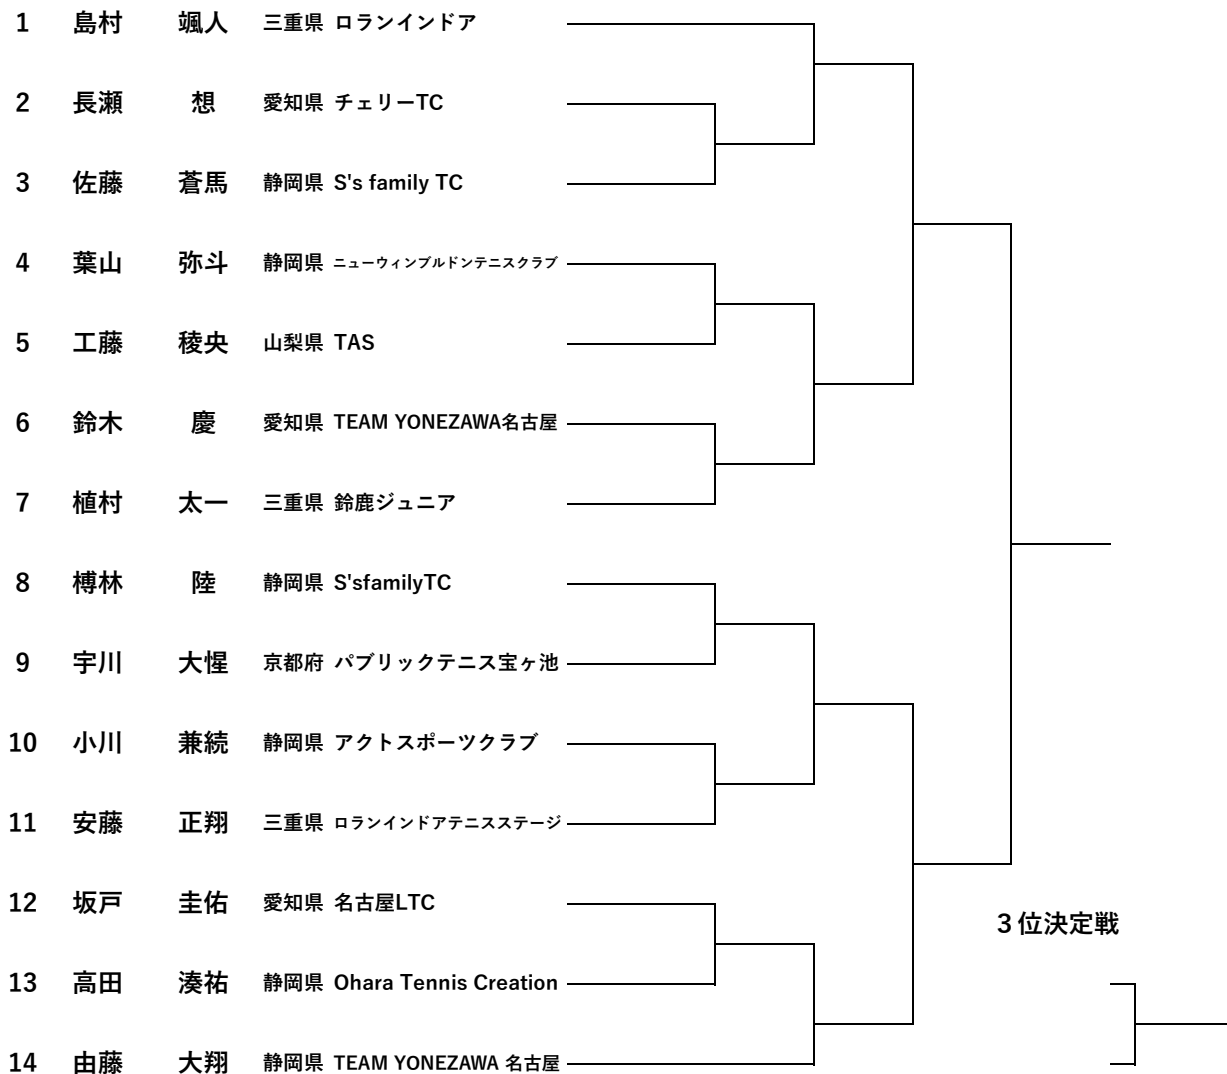 1 島村 颯人 三重県 ロランインドア
2 長瀬 想 愛知県 チェリーTC
3 佐藤 蒼馬 静岡県 S's family TC
4 葉山 弥斗 静岡県 ニューウィンブルドンテニスクラブ
5 工藤 稜央 山梨県 TAS
6 鈴木 慶 愛知県 TEAM YONEZAWA名古屋
7 植村 太一 三重県 鈴鹿ジュニア
8 榑林 陸 静岡県 S'sfamilyTC
9 宇川 大惺 京都府 パブリックテニス宝ヶ池
10 小川 兼続 静岡県 アクトスポーツクラブ
11 安藤 正翔 三重県 ロランインドアテニスステージ
12 坂戸 圭佑 愛知県 名古屋LTC
３位決定戦
13 高田 湊祐 静岡県 Ohara Tennis Creation
14 由藤 大翔 静岡県 TEAM YONEZAWA 名古屋